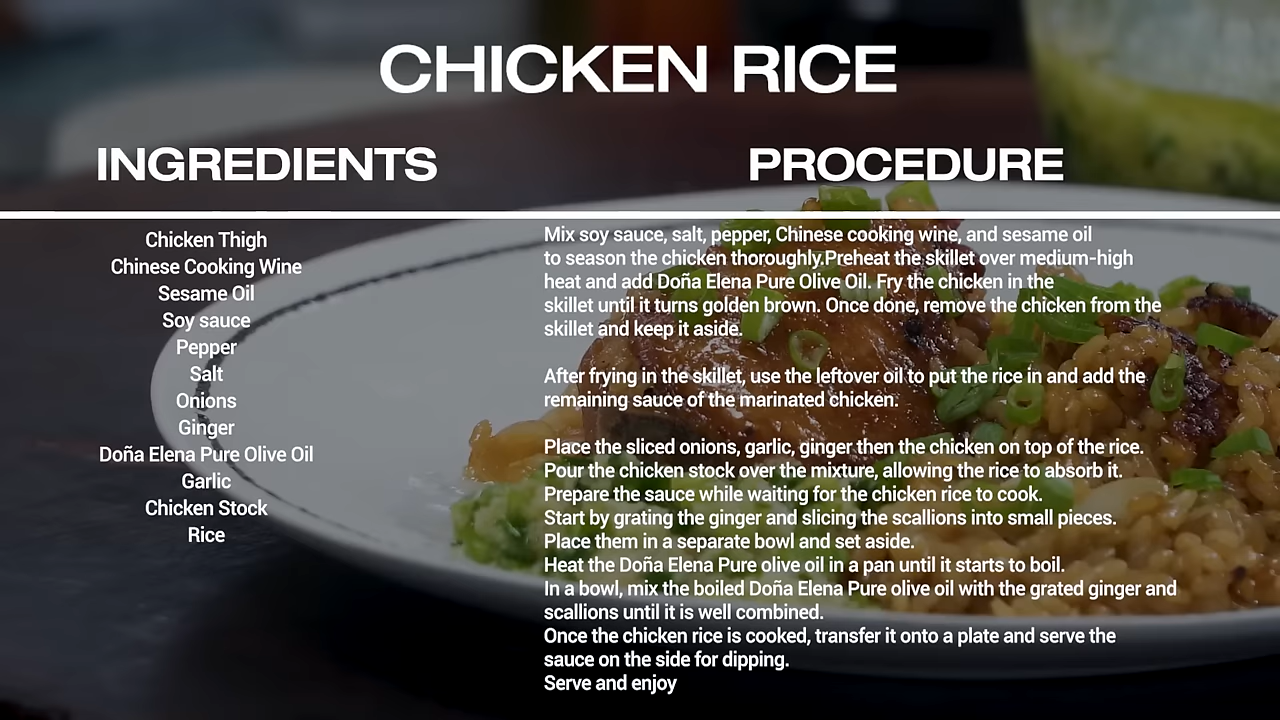 CHICKEN RICE
INGREDIENTS
Chicken Thigh
Chinese Cooking Wine
Sesame Oil
Soy sauce
Pepper
Salt
Onions
Ginger
Doña Elena Pure Olive Oil
Garlic
Chicken Stock
Rice
PROCEDURE
Mix soy sauce, salt, pepper, Chinese cooking wine, and sesame oil
to season the chicken thoroughly.Preheat the skillet over medium-high
heat and add Doña Elena Pure Olive Oil. Fry the chicken in the
skillet until it turns golden brown. Once done, remove the chicken from the
skillet and keep it aside.
After frying in the skillet, use the leftover oil to put the rice in and add the
remaining sauce of the marinated chicken.
Place the sliced onions, garlic, ginger then the chicken on top of the rice.
Pour the chicken stock over the mixture, allowing the rice to absorb it.
Prepare the sauce while waiting for the chicken rice to cook.
Start by grating the ginger and slicing the scallions into small pieces.
Place them in a separate bowl and set aside.
Heat the Doña Elena Pure olive oil in a pan until it starts to boil.
In a bowl, mix the boiled Doña Elena Pure olive oil with the grated ginger and
scallions until it is well combined.
Once the chicken rice is cooked, transfer it onto a plate and serve the
sauce on the side for dipping.
Serve and enjoy